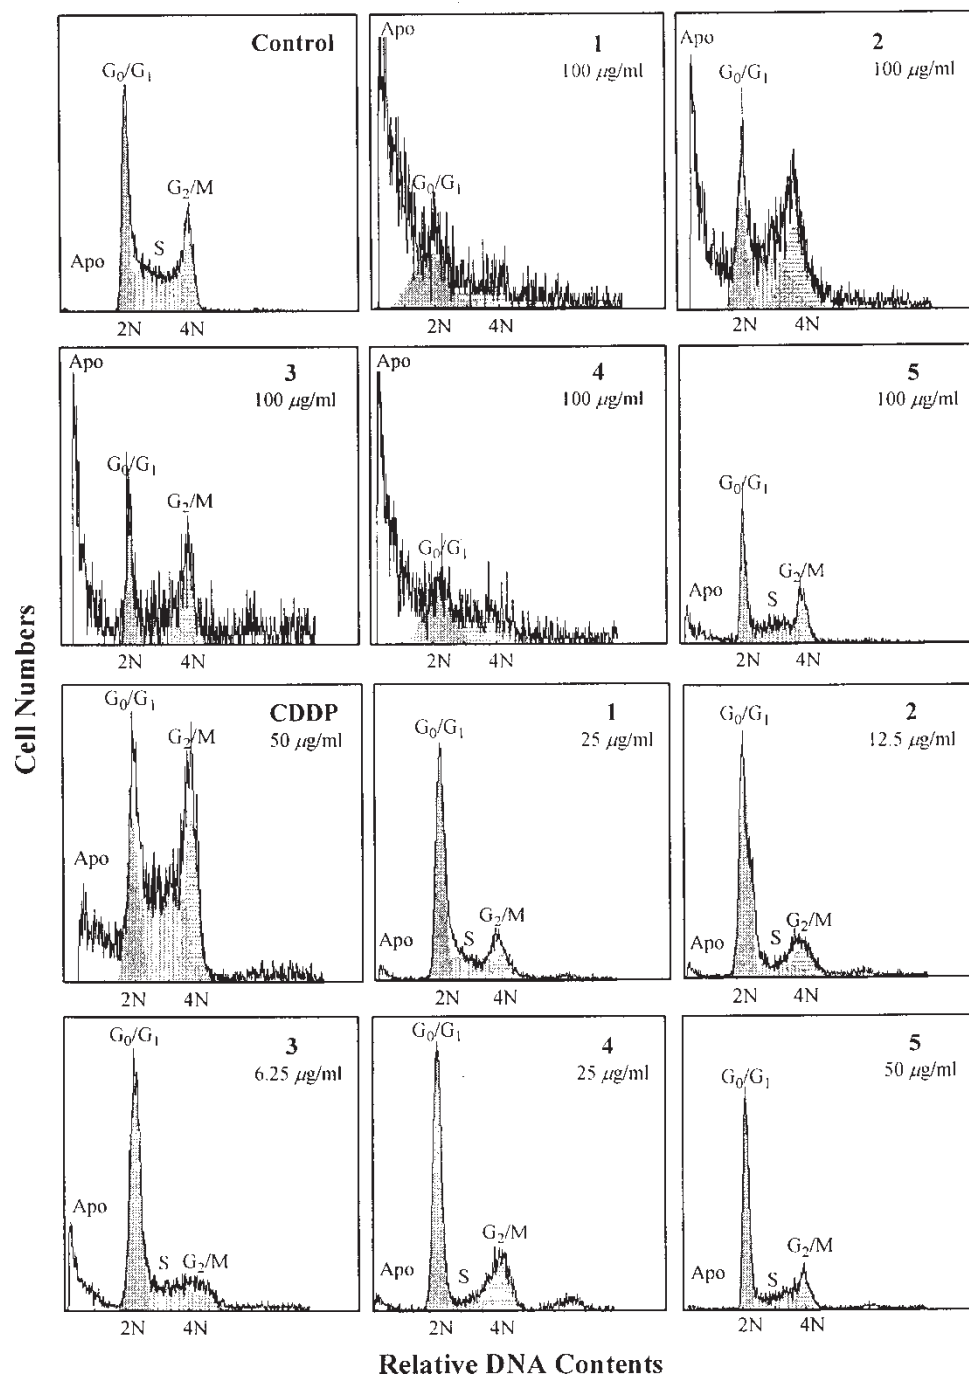 Control
G₀/G₁
G₂/M
S
Apo
2N 4N
Apo
1
100 μg/ml
G₀/G₁
2N 4N
Apo
2
100 μg/ml
G₀/G₁
2N 4N
Apo
3
100 μg/ml
G₀/G₁
G₂/M
2N 4N
Apo
4
100 μg/ml
G₀/G₁
2N 4N
5
100 μg/ml
G₀/G₁
G₂/M
Apo
S
2N 4N
Cell Numbers
G₀/G₁
CDDP
50 μg/ml
G₂/M
Apo
2N 4N
1
25 μg/ml
G₀/G₁
G₂/M
S
Apo
2N 4N
2
12.5 μg/ml
G₀/G₁
G₂/M
S
Apo
2N 4N
G₀/G₁
3
6.25 μg/ml
Apo
S
G₂/M
2N 4N
G₀/G₁
4
25 μg/ml
G₂/M
Apo
S
2N 4N
5
50 μg/ml
G₀/G₁
G₂/M
Apo
S
2N 4N
Relative DNA Contents